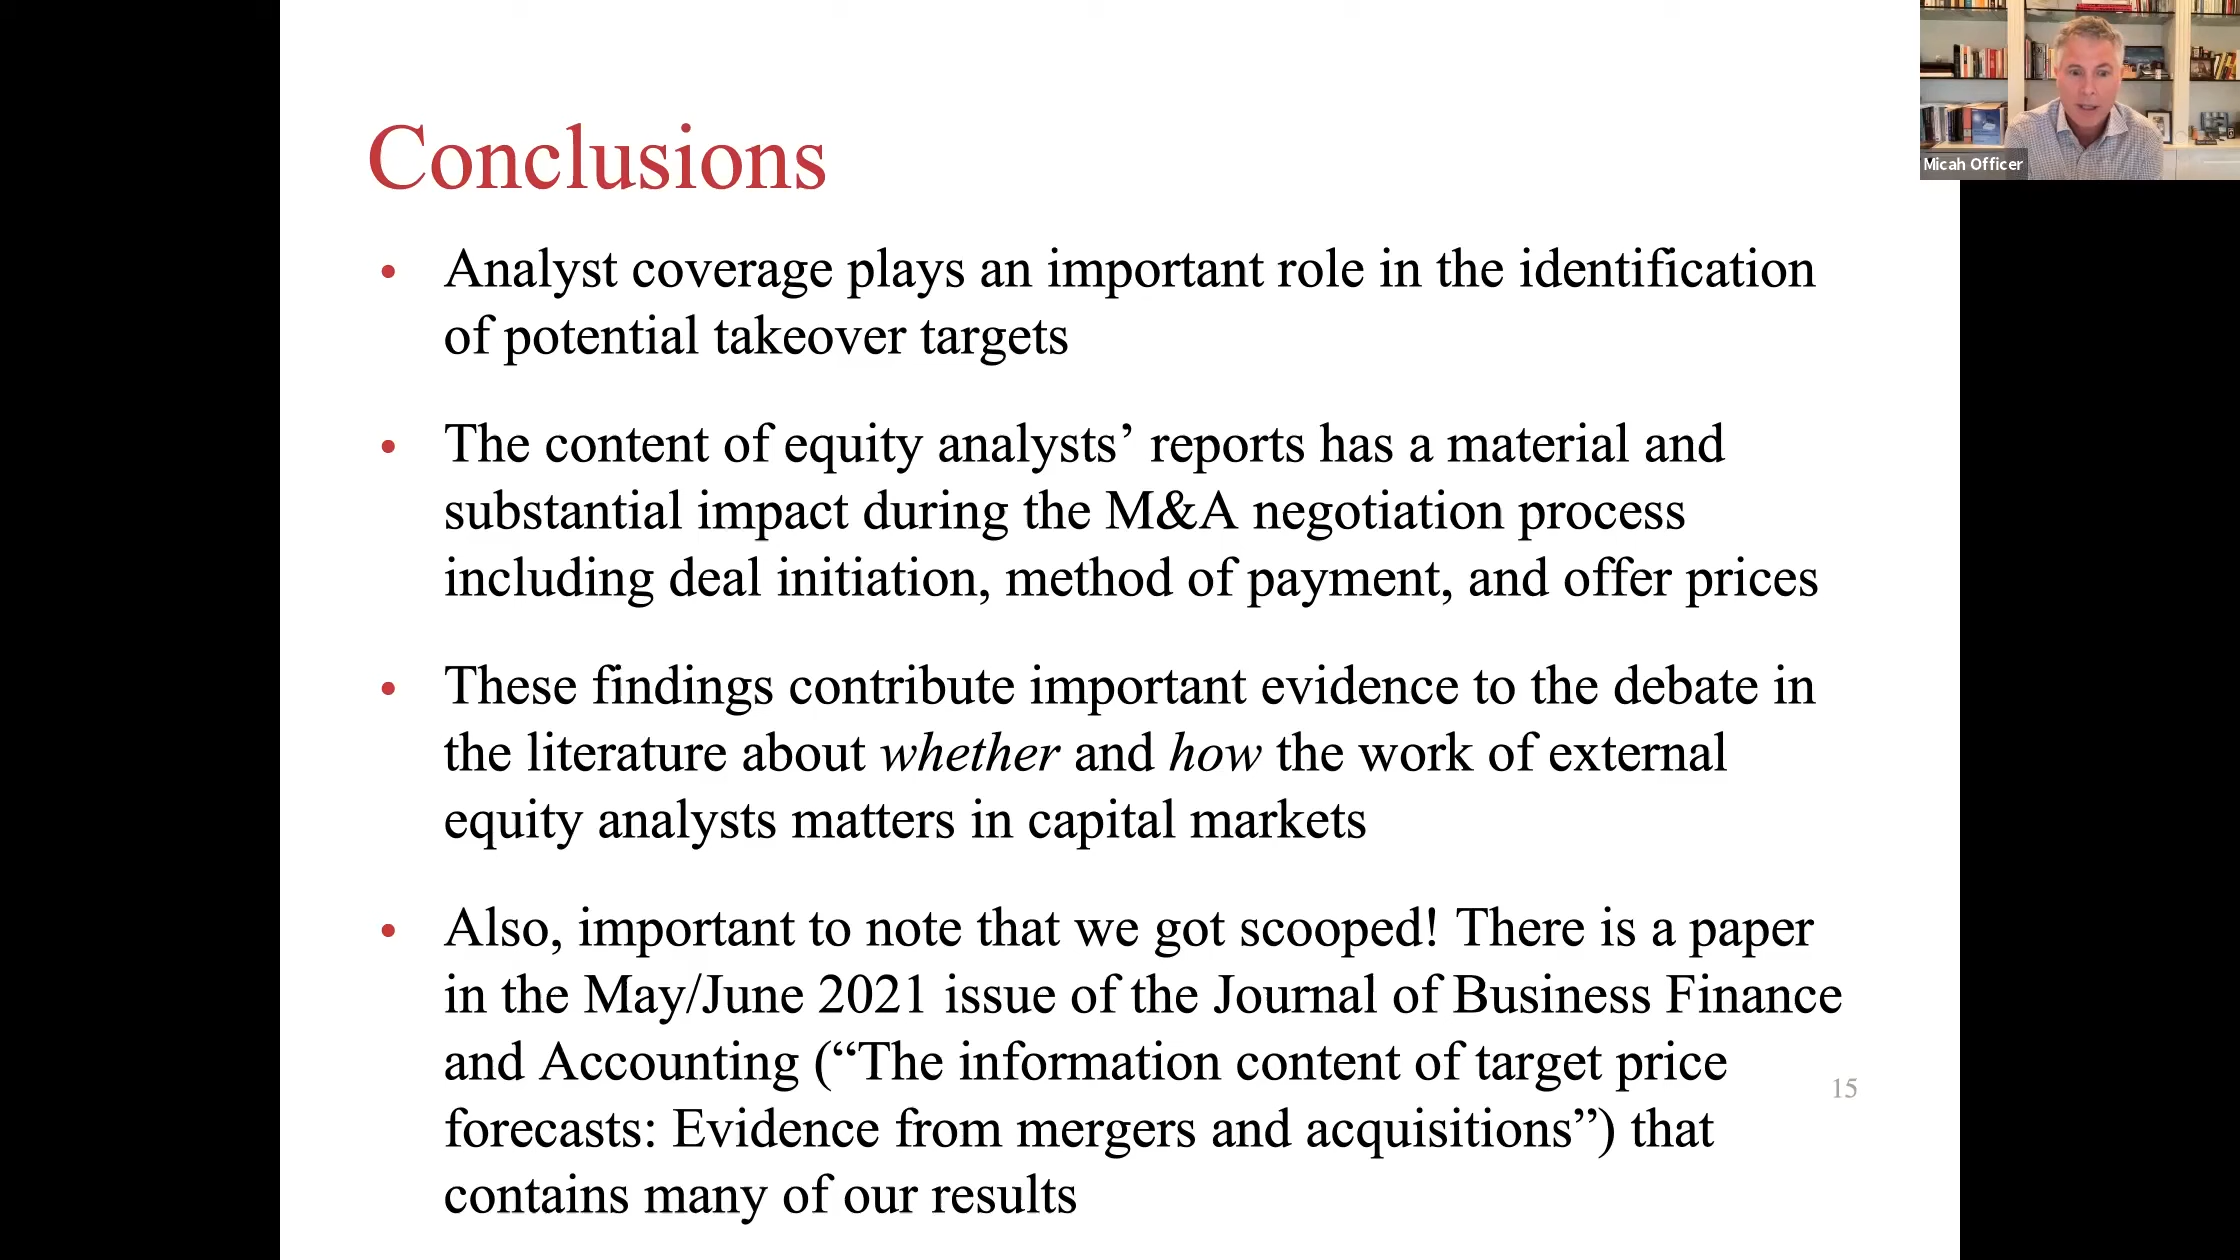 Micah Officer
Conclusions
• Analyst coverage plays an important role in the identification
of potential takeover targets
• The content of equity analysts’ reports has a material and
substantial impact during the M&A negotiation process
including deal initiation, method of payment, and offer prices
• These findings contribute important evidence to the debate in
the literature about whether and how the work of external
equity analysts matters in capital markets
• Also, important to note that we got scooped! There is a paper
in the May/June 2021 issue of the Journal of Business Finance
and Accounting (“The information content of target price
forecasts: Evidence from mergers and acquisitions”) that
contains many of our results
15